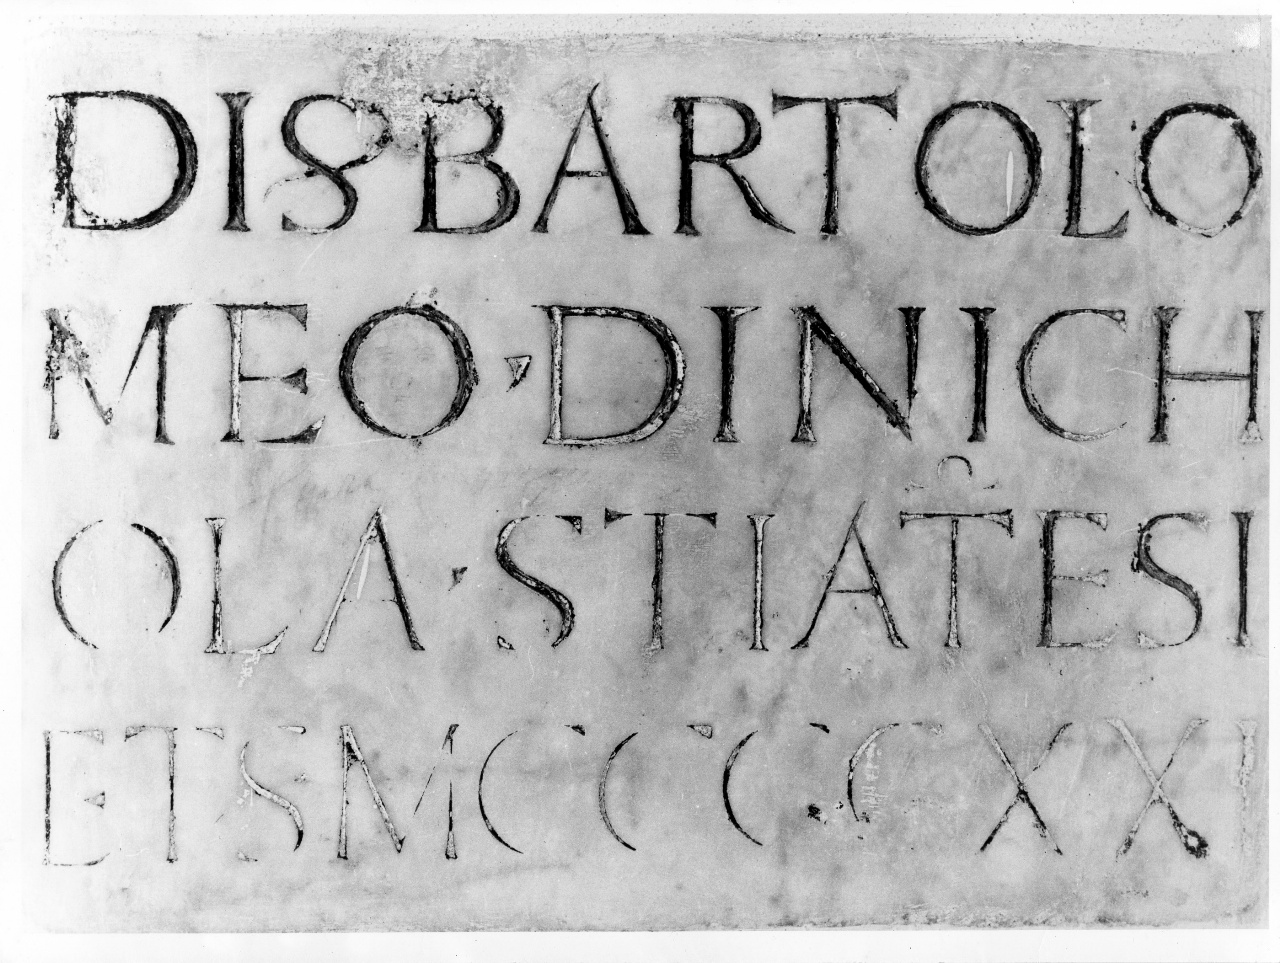 DISBARTOLO
MEO, DINICH
OLA, STIATESI
ETSMCCCCXXI